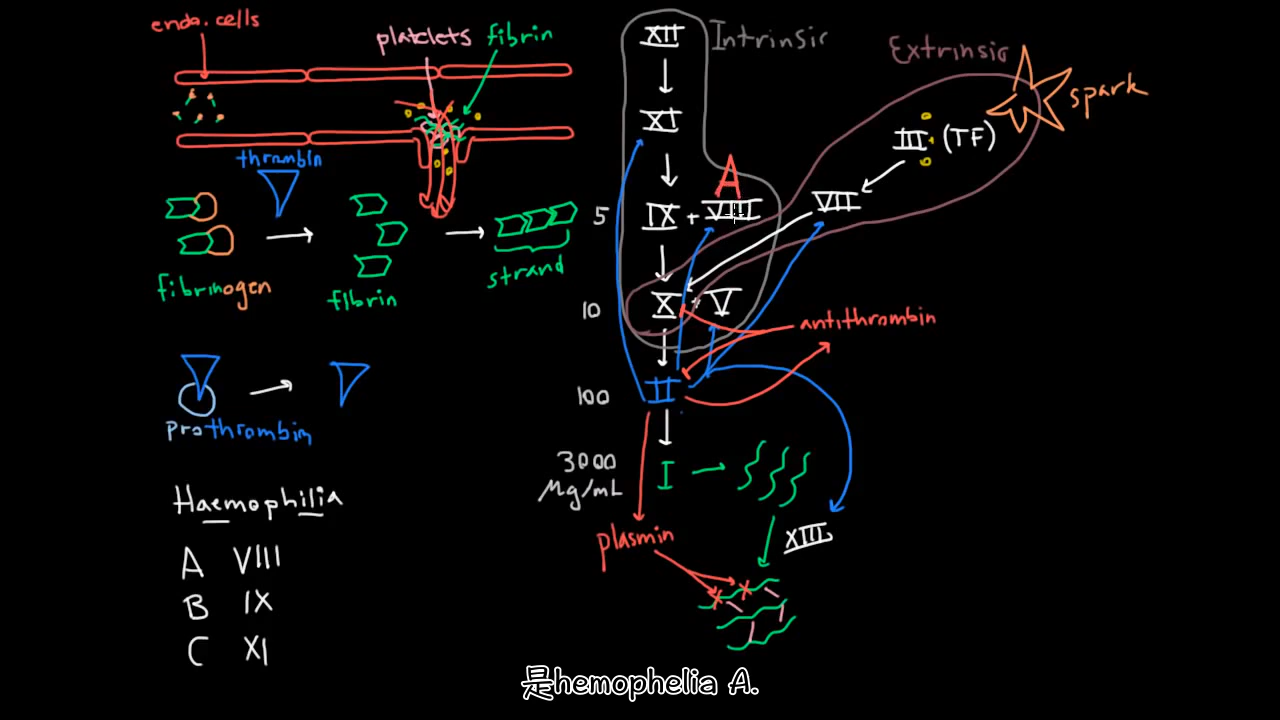 endo. cells
platelets
fibrin
thrombin
fibrinogen
fibrin
strand
prothrombin
Haemophilia
A VIII
B IX
C XI
XII
Intrinsic
XI
A
5 IX + VIII
10 X + V
100 II
3000 I
Mg/mL
plasmin
XIII
Extrinsic
spark
III (TF)
VII
antithrombin
是hemophelia A.